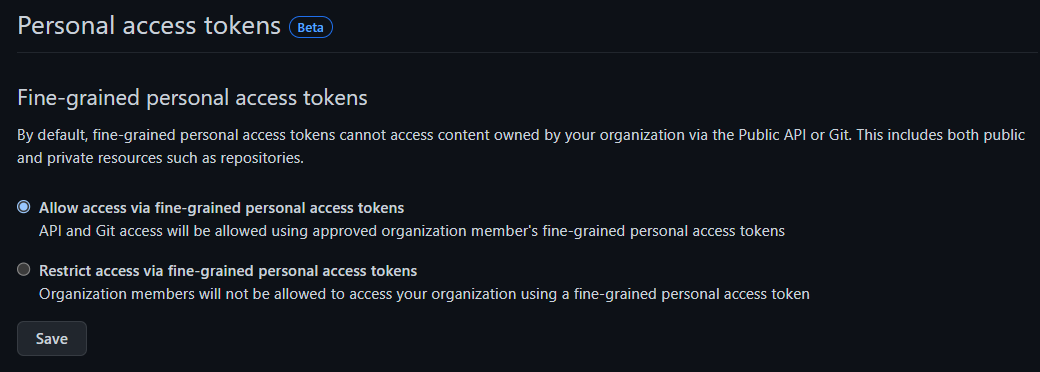 Personal access tokens Beta
Fine-grained personal access tokens
By default, fine-grained personal access tokens cannot access content owned by your organization via the Public API or Git. This includes both public
and private resources such as repositories.
Allow access via fine-grained personal access tokens
API and Git access will be allowed using approved organization member's fine-grained personal access tokens
Restrict access via fine-grained personal access tokens
Organization members will not be allowed to access your organization using a fine-grained personal access token
Save